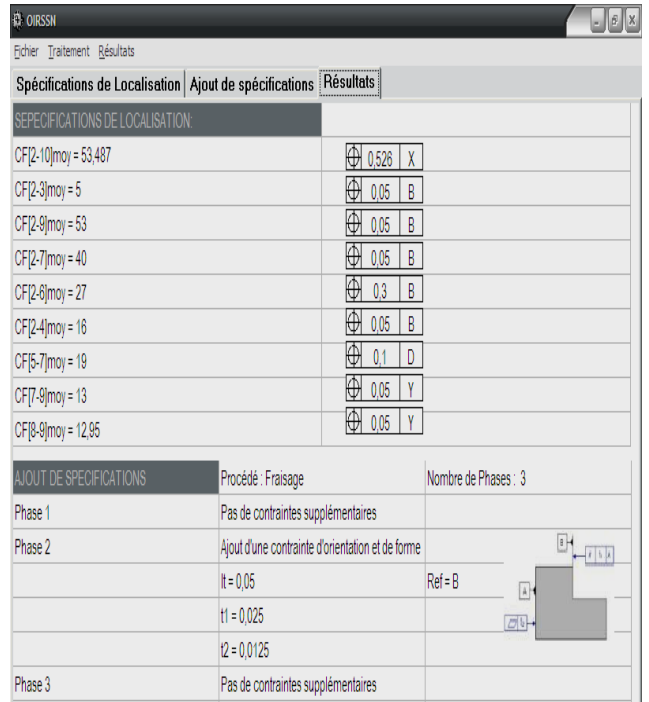 OIRSSN
Fichier Traitement Résultats
Spécifications de Localisation Ajout de spécifications Résultats
SEPECIFICATIONS DE LOCALISATION:
CF[2-10]moy = 53,487 0,526 X
CF[2-3]moy = 5 0,05 B
CF[2-9]moy = 53 0,05 B
CF[2-7]moy = 40 0,05 B
CF[2-6]moy = 27 0,3 B
CF[2-4]moy = 16 0,05 B
CF[5-7]moy = 19 0,1 D
CF[7-9]moy = 13 0,05 Y
CF[8-9]moy = 12,95 0,05 Y
AJOUT DE SPECIFICATIONS Procédé : Fraisage Nombre de Phases : 3
Phase 1 Pas de contraintes supplémentaires
Phase 2 Ajout d'une contrainte d'orientation et de forme
B
A
It = 0,05 Ref = B
A
t1 = 0,025
t2 = 0,0125
Phase 3 Pas de contraintes supplémentaires